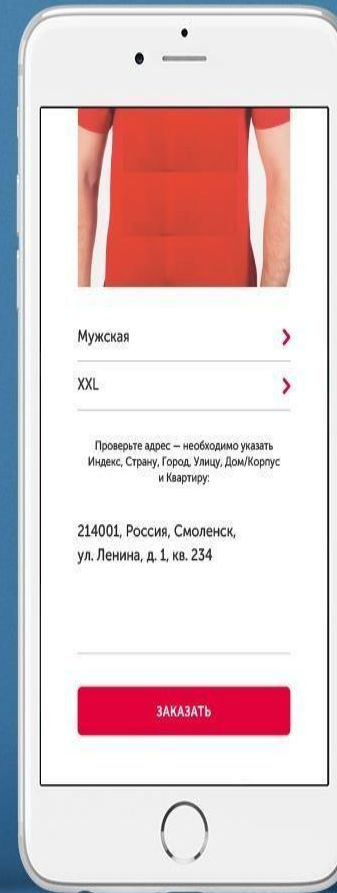 Мужская
XXL
Проверьте адрес — необходимо указать
Индекс, Страну, Город, Улицу, Дом/Корпус
и Квартиру:
214001, Россия, Смоленск,
ул. Ленина, д. 1, кв. 234
ЗАКАЗАТЬ